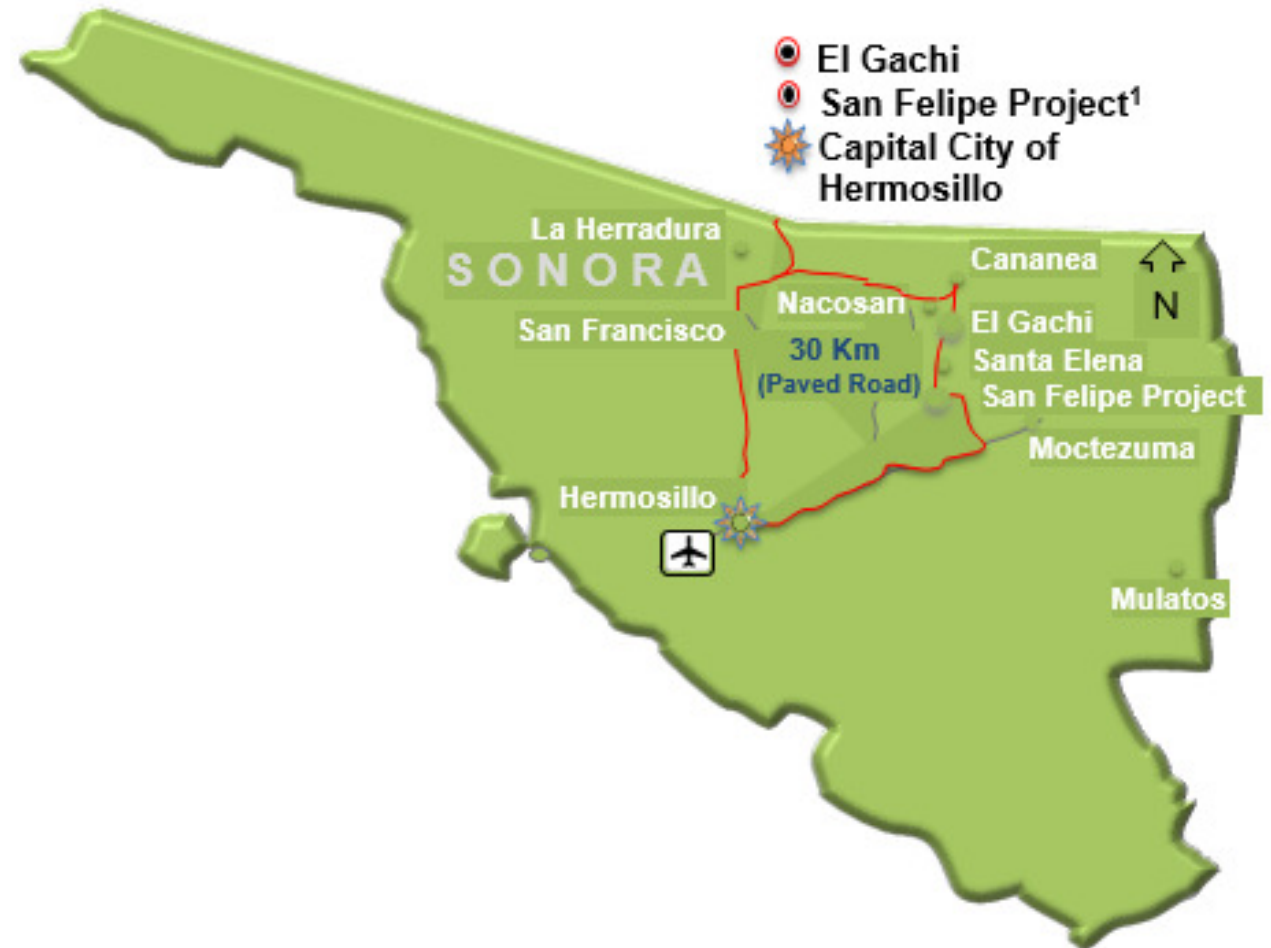 El Gachi
San Felipe Project¹
Capital City of
Hermosillo
La Herradura
SONORA
Cananea
N
Nacosari
El Gachi
San Francisco
30 Km
(Paved Road)
Santa Elena
San Felipe Project
Moctezuma
Hermosillo
Mulatos